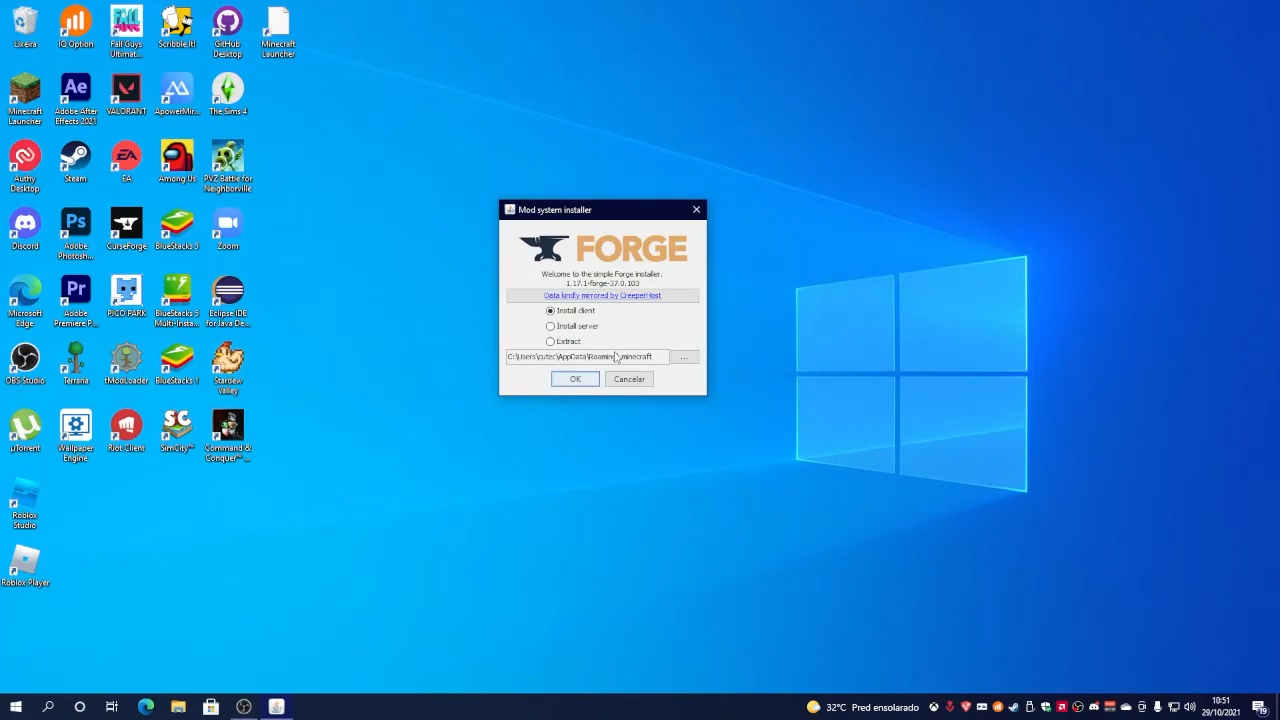 Lixeira
IQ Option
Fall Guys
Ultimat...
Scribble It!
GitHub
Desktop
Minecraft
Launcher
Minecraft
Launcher
Adobe After
Effects 2021
VALORANT
ApowerMir...
The Sims 4
Authy
Desktop
Steam
EA
Among Us
PVZ Battle for
Neighborville
Discord
Adobe
Photosh...
CurseForge
BlueStacks 5
Zoom
Microsoft
Edge
Adobe
Premiere P...
PICO PARK
BlueStacks 5
Multi-Insta...
Eclipse IDE
for Java De...
OBS Studio
Terraria
tModLoader
BlueStacks
Stardew
Valley
µTorrent
Wallpaper
Engine
Riot Client
SimCity™
Command &
Conquer™ ...
Roblox
Studio
Roblox Player
Mod system installer
FORGE
Welcome to the simple Forge installer.
1.17.1-forge-37.0.103
Data kindly mirrored by CreeperHost
Install client
Install server
Extract
C:\Users\cutec\AppData\Roaming\.minecraft
...
OK
Cancelar
32°C Pred ensolarado
10:51
29/10/2021